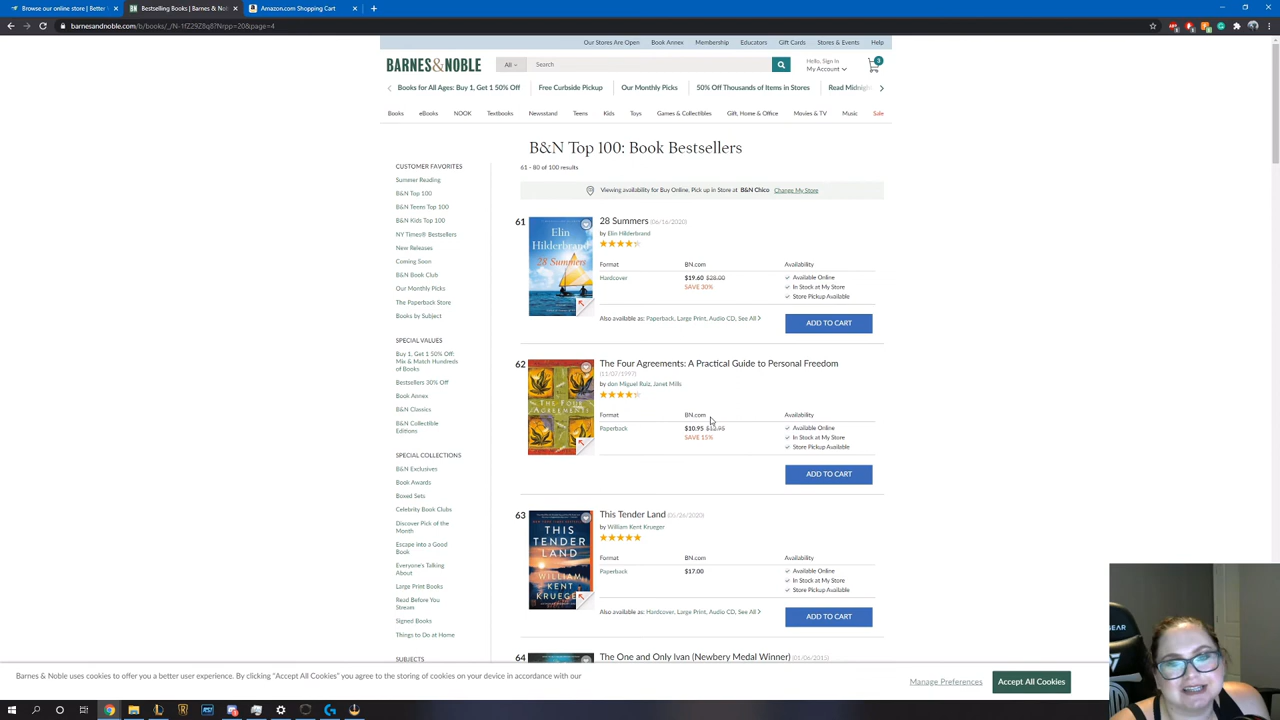 Browse our online store | Better
Bestselling Books | Barnes & Nob
Amazon.com Shopping Cart
barnesandnoble.com/b/books/_/N-1fZ29Z8q8?Nrpp=20&page=4
Our Stores Are Open Book Annex Membership Educators Gift Cards Stores & Events Help
BARNES&NOBLE
All Search
Hello, Sign In
My Account
3
Books for All Ages: Buy 1, Get 1 50% Off Free Curbside Pickup Our Monthly Picks 50% Off Thousands of Items in Stores Read Midnigh
Books eBooks NOOK Textbooks Newsstand Teens Kids Toys Games & Collectibles Gift, Home & Office Movies & TV Music Sale
B&N Top 100: Book Bestsellers
61 - 80 of 100 results
Viewing availability for Buy Online, Pick up in Store at B&N Chico Change My Store
CUSTOMER FAVORITES
Summer Reading
B&N Top 100
B&N Teens Top 100
B&N Kids Top 100
NY Times® Bestsellers
New Releases
Coming Soon
B&N Book Club
Our Monthly Picks
The Paperback Store
Books by Subject
SPECIAL VALUES
Buy 1, Get 1 50% Off:
Mix & Match Hundreds
of Books
Bestsellers 30% Off
Book Annex
B&N Classics
B&N Collectible
Editions
SPECIAL COLLECTIONS
B&N Exclusives
Book Awards
Boxed Sets
Celebrity Book Clubs
Discover Pick of the
Month
Escape into a Good
Book
Everyone's Talking
About
Large Print Books
Read Before You
Stream
Signed Books
Things to Do at Home
SUBJECTS
61
Elin
Hilderbrand
28 Summers
28 Summers (06/16/2020)
by Elin Hilderbrand
Format BN.com Availability
Hardcover $19.60 $28.00 Available Online
SAVE 30% In Stock at My Store
Store Pickup Available
Also available as: Paperback, Large Print, Audio CD, See All
ADD TO CART
62
THE FOUR
AGREEMENTS
The Four Agreements: A Practical Guide to Personal Freedom
(11/07/1997)
by don Miguel Ruiz, Janet Mills
Format BN.com Availability
Paperback $10.95 $12.95 Available Online
SAVE 15% In Stock at My Store
Store Pickup Available
ADD TO CART
63
THIS
TENDER
LAND
WILLIAM
KENT
KRUEGER
This Tender Land (05/26/2020)
by William Kent Krueger
Format BN.com Availability
Paperback $17.00 Available Online
In Stock at My Store
Store Pickup Available
Also available as: Hardcover, Large Print, Audio CD, See All
ADD TO CART
64
The One and Only Ivan (Newbery Medal Winner) (01/06/2015)
Barnes & Noble uses cookies to offer you a better user experience. By clicking "Accept All Cookies" you agree to the storing of cookies on your device in accordance with our
Manage Preferences Accept All Cookies
GEAR